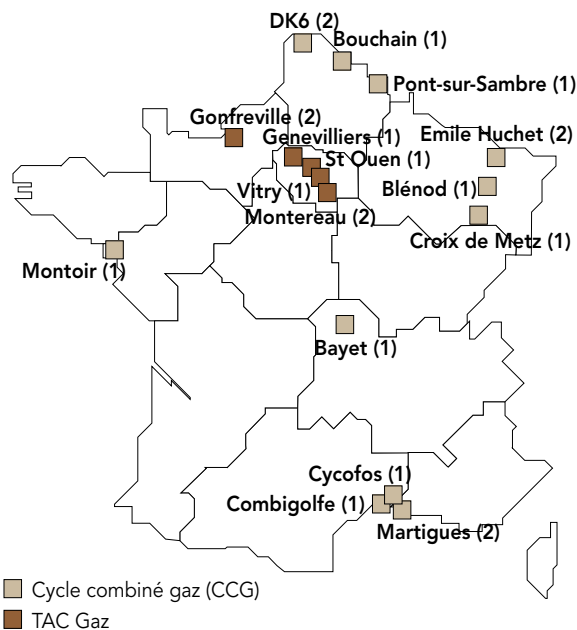 DK6 (2)
Bouchain (1)
Pont-sur-Sambre (1)
Gonfreville (2)
Genevilliers (1)
Emile Huchet (2)
St Ouen (1)
Vitry (1)
Blénod (1)
Montereau (2)
Croix de Metz (1)
Montoir (1)
Bayet (1)
Cycofos (1)
Combigolfe (1)
Martigues (2)
Cycle combiné gaz (CCG)
TAC Gaz